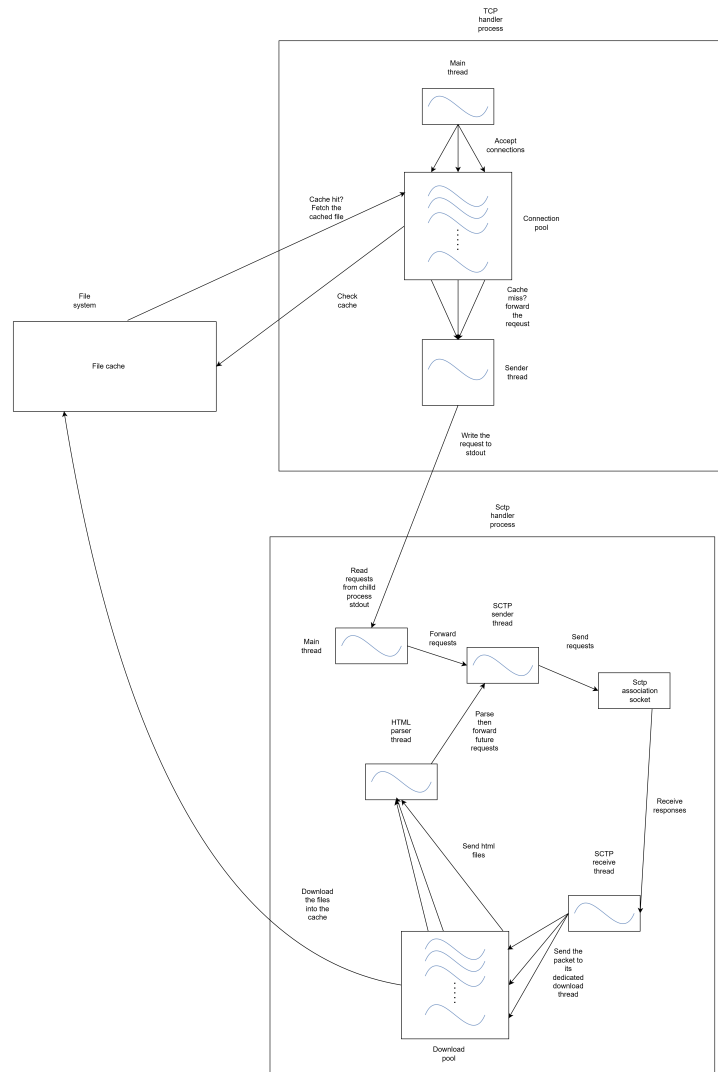 TCP
handler
process
Main
thread
Accept
connections
Cache hit?
Fetch the
cached file
Connection
pool
File
system
Check
cache
Cache
miss?
forward
the
reqeust
File cache
Sender
thread
Write the
request to
stdout
Sctp
handler
process
Read
requests
from chilld
process
stdout
SCTP
sender
thread
Main
thread
Forward
requests
Send
requests
Sctp
association
socket
HTML
parser
thread
Parse
then
forward
future
requests
Receive
responses
Send html
files
SCTP
receive
thread
Download
the files
into the
cache
Send the
packet to
its
dedicated
download
thread
Download
pool